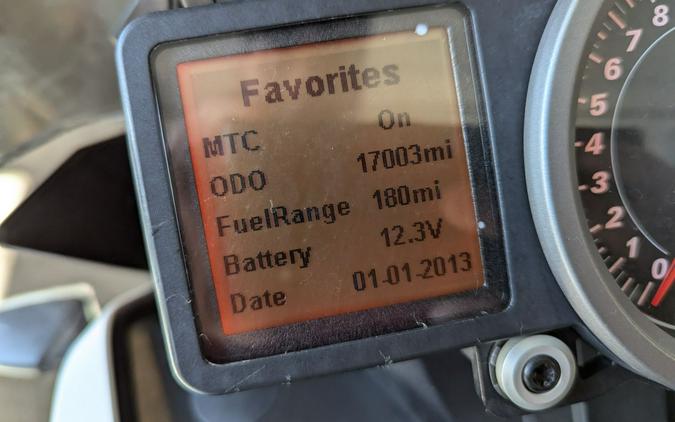 Favorites
MTC On
ODO 17003mi
FuelRange 180mi
Battery 12.3V
Date 01-01-2013
8
7
6
5
4
3
2
1
0